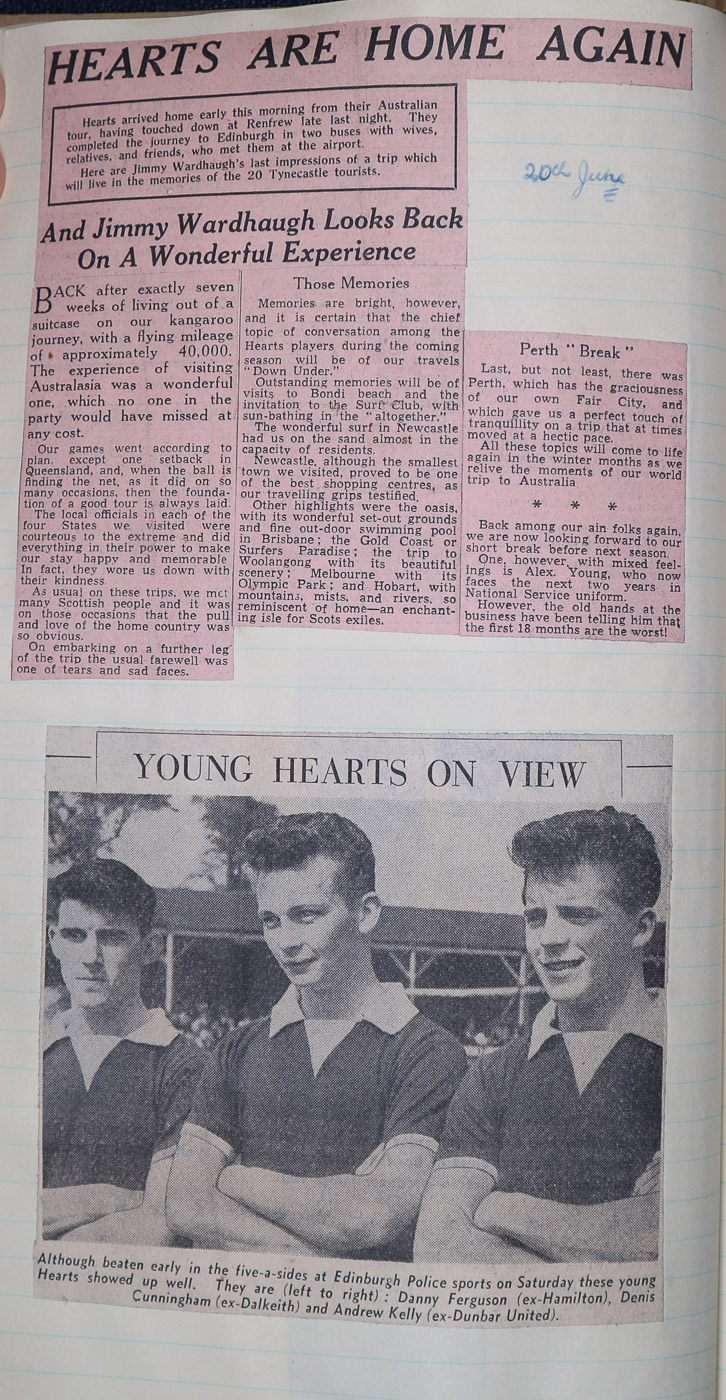 HEARTS ARE HOME AGAIN
Hearts arrived home early this morning from their Australian
tour, having touched down at Renfrew late last night. They
completed the journey to Edinburgh in two buses with wives,
relatives, and friends, who met them at the airport.
Here are Jimmy Wardhaugh's last impressions of a trip which
will live in the memories of the 20 Tynecastle tourists.
20th June
And Jimmy Wardhaugh Looks Back
On A Wonderful Experience
BACK after exactly seven
weeks of living out of a
suitcase on our kangaroo
journey, with a flying mileage
of approximately 40,000.
The experience of visiting
Australasia was a wonderful
one, which no one in the
party would have missed at
any cost.
Our games went according to
plan, except one setback in
Queensland, and, when the ball is
finding the net, as it did on so
many occasions, then the founda-
tion of a good tour is always laid.
The local officials in each of the
four States we visited were
courteous to the extreme and did
everything in their power to make
our stay happy and memorable
In fact, they wore us down with
their kindness.
As usual on these trips, we met
many Scottish people and it was
on those occasions that the pull
and love of the home country was
so obvious.
On embarking on a further leg
of the trip the usual farewell was
one of tears and sad faces.
Those Memories
Memories are bright, however,
and it is certain that the chief
topic of conversation among the
Hearts players during the coming
season will be of our travels
"Down Under."
Outstanding memories will be of
visits to Bondi beach and the
invitation to the Surf Club, with
sun-bathing in the "altogether."
The wonderful surf in Newcastle
had us on the sand almost in the
capacity of residents.
Newcastle, although the smallest
town we visited, proved to be one
of the best shopping centres, as
our travelling grips testified.
Other highlights were the oasis,
with its wonderful set-out grounds
and fine out-door swimming pool
in Brisbane; the Gold Coast or
Surfers Paradise; the trip to
Woolangong with its beautiful
scenery; Melbourne with its
Olympic Park; and Hobart, with
mountains, mists, and rivers, so
reminiscent of home—an enchant-
ing isle for Scots exiles.
Perth "Break"
Last, but not least, there was
Perth, which has the graciousness
of our own Fair City, and
which gave us a perfect touch of
tranquillity on a trip that at times
moved at a hectic pace.
All these topics will come to life
again in the winter months as we
relive the moments of our world
trip to Australia
* * *
Back among our ain folks again,
we are now looking forward to our
short break before next season.
One, however, with mixed feel-
ings is Alex. Young, who now
faces the next two years in
National Service uniform.
However, the old hands at the
business have been telling him that
the first 18 months are the worst!
YOUNG HEARTS ON VIEW
Although beaten early in the five-a-sides at Edinburgh Police sports on Saturday these young
Hearts showed up well. They are (left to right) : Danny Ferguson (ex-Hamilton), Denis
Cunningham (ex-Dalkeith) and Andrew Kelly (ex-Dunbar United).